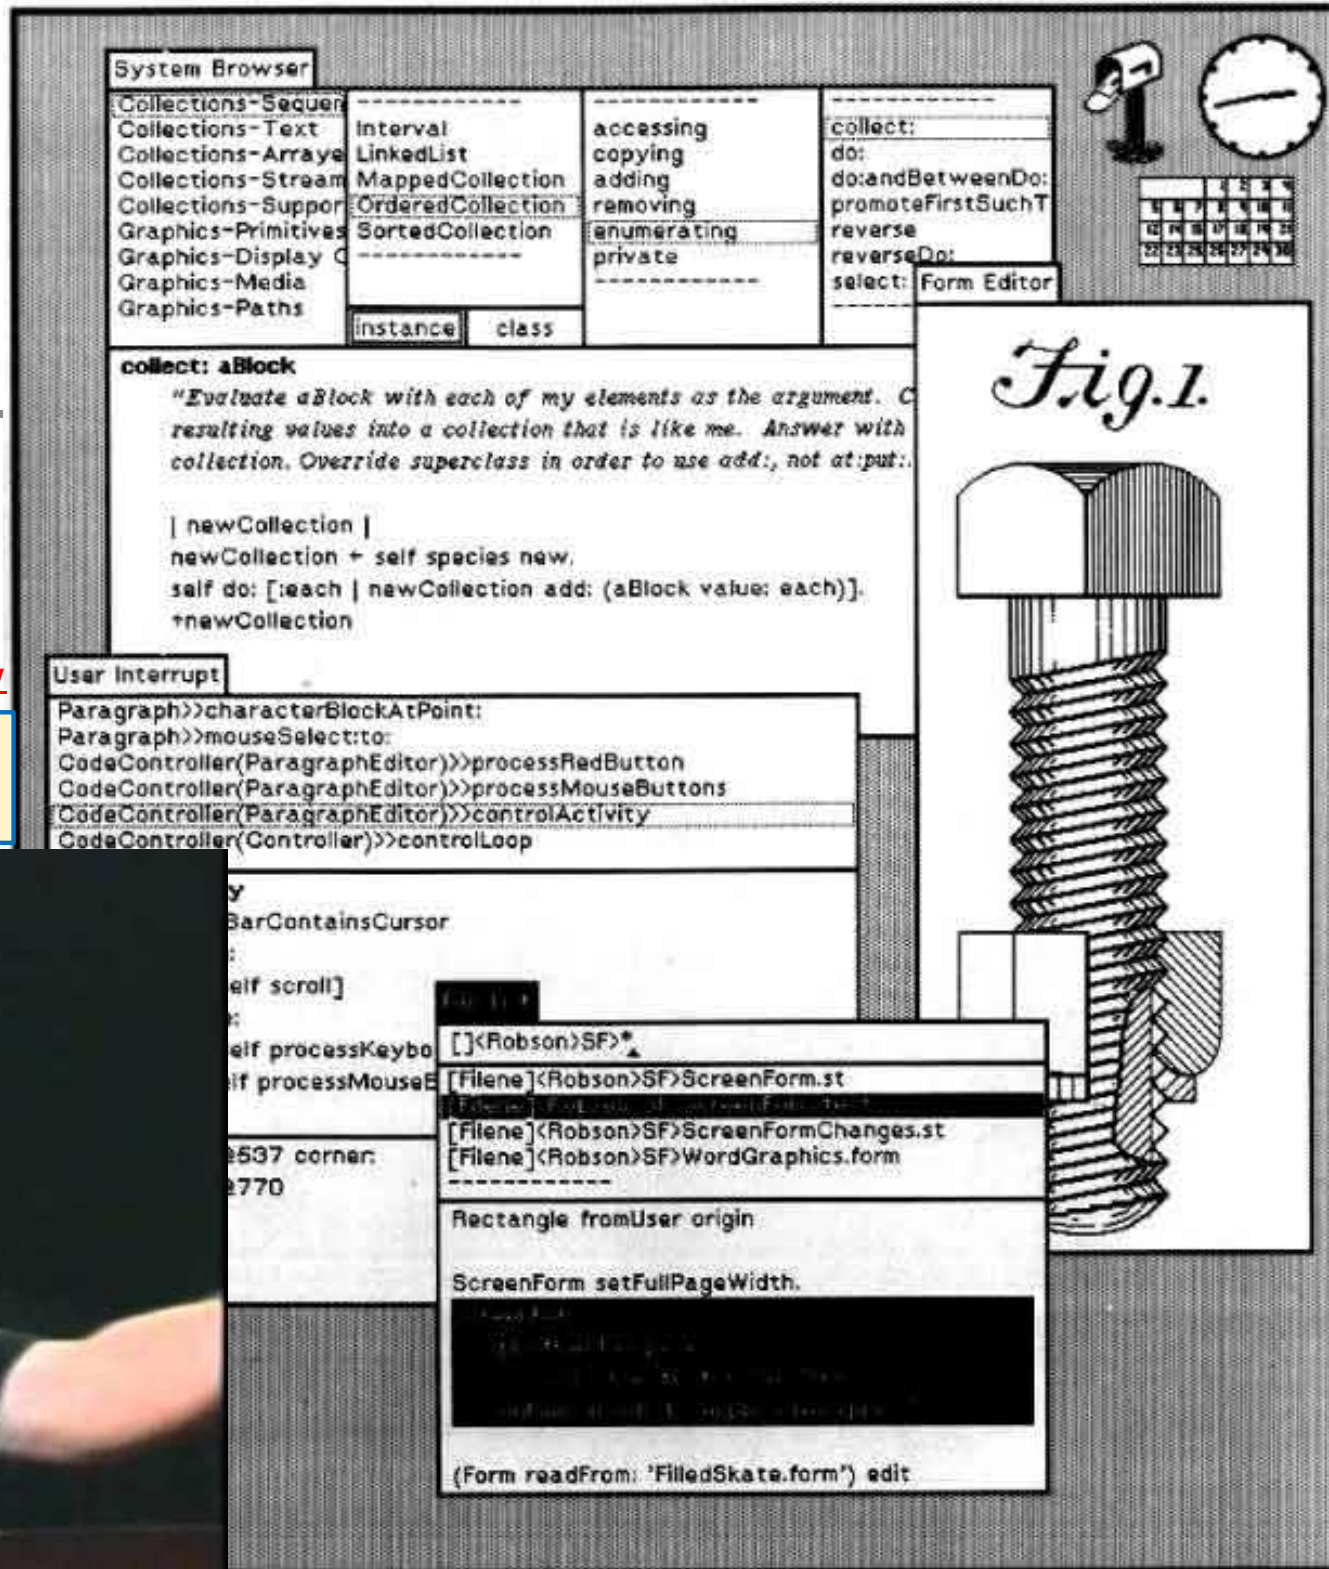 System Browser
Collections-Sequen
Collections-Text
Collections-Arraye
Collections-Stream
Collections-Suppor
Graphics-Primitives
Graphics-Display C
Graphics-Media
Graphics-Paths
------------
Interval
LinkedList
MappedCollection
OrderedCollection
SortedCollection
------------
instance class
------------
accessing
copying
adding
removing
enumerating
private
------------
------------
collect:
do:
do:andBetweenDo:
promoteFirstSuchT
reverse
reverseDo:
select:
Form Editor
Fig.1.
collect: aBlock
"Evaluate aBlock with each of my elements as the argument. C
resulting values into a collection that is like me. Answer with
collection. Override superclass in order to use add:, not at:put:.
| newCollection |
newCollection ← self species new.
self do: [:each | newCollection add: (aBlock value: each)].
↑newCollection
User Interrupt
Paragraph>>characterBlockAtPoint:
Paragraph>>mouseSelect:to:
CodeController(ParagraphEditor)>>processRedButton
CodeController(ParagraphEditor)>>processMouseButtons
CodeController(ParagraphEditor)>>controlActivity
CodeController(Controller)>>controlLoop
y
BarContainsCursor
elf scroll]
elf processKeybo
lf processMouseB
537 corner:
770
[]<Robson>SF>*
[Filene]<Robson>SF>ScreenForm.st
[Filene]<Robson>SF>ScreenFormChanges.st
[Filene]<Robson>SF>WordGraphics.form
------------
Rectangle fromUser origin
ScreenForm setFullPageWidth.
(Form readFrom: 'FilledSkate.form') edit